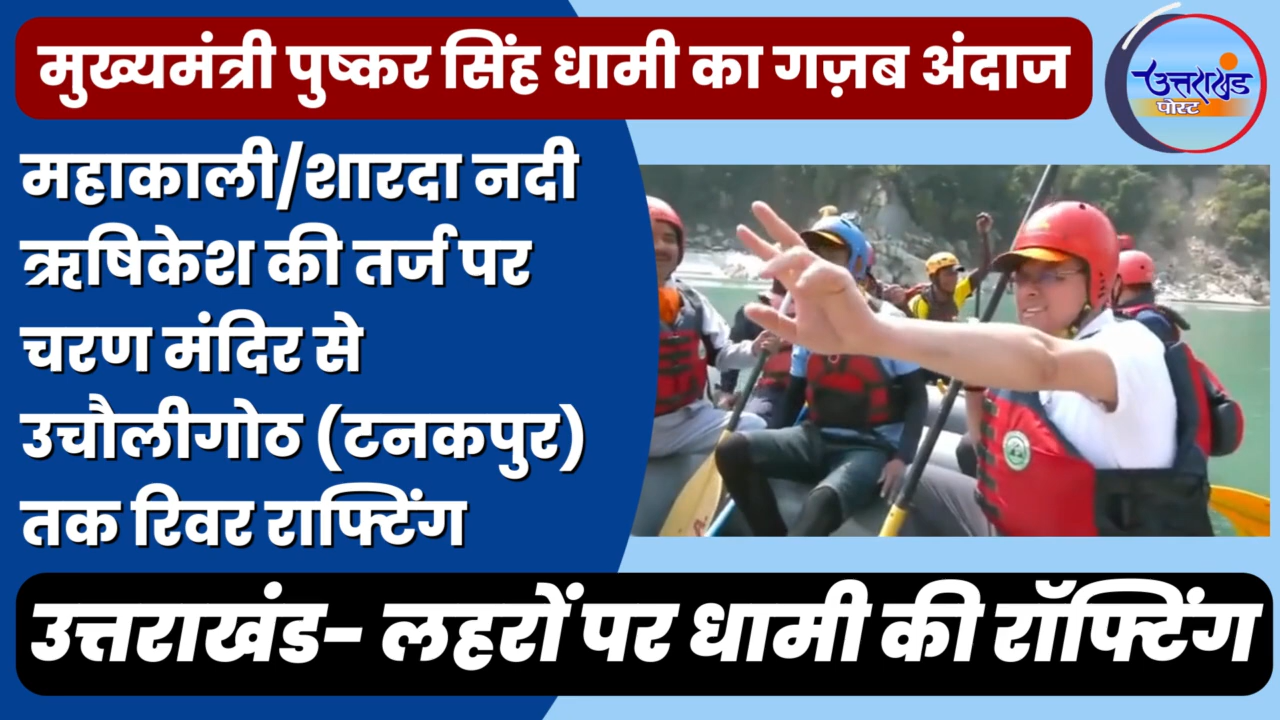 मुख्यमंत्री पुष्कर सिंह धामी का गज़ब अंदाज
उत्तराखंड
पोस्ट
महाकाली/शारदा नदी
ऋषिकेश की तर्ज पर
चरण मंदिर से
उचौलीगोठ (टनकपुर)
तक रिवर राफ्टिंग
उत्तराखंड- लहरों पर धामी की रॉफ्टिंग